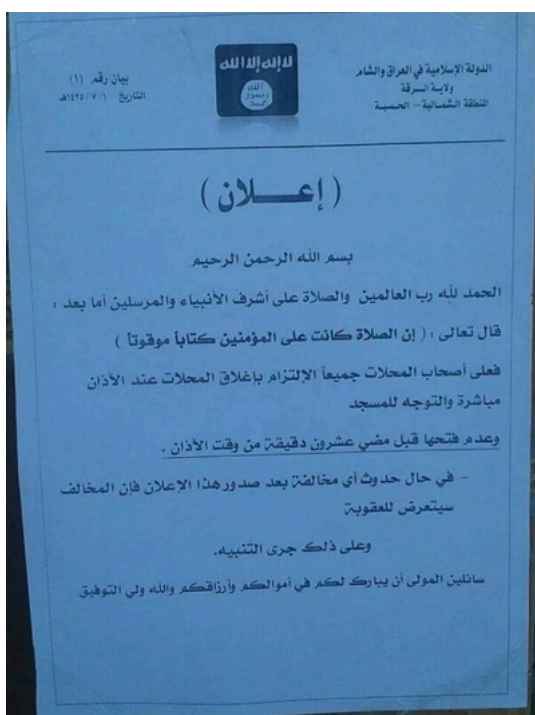 الدولة الإسلامية في العراق والشام
ولاية الرقة
المنطقة الشمالية - الحسبة
لا إله إلا الله
الله
رسول
محمد
بيان رقم (١)
التاريخ ١٤٣٥/٧/١هـ
( إعــــلان )
بسم الله الرحمن الرحيم
الحمد لله رب العالمين والصلاة على أشرف الأنبياء والمرسلين أما بعد :
قال تعالى : ( إن الصلاة كانت على المؤمنين كتاباً موقوتاً )
فعلى أصحاب المحلات جميعاً الإلتزام بإغلاق المحلات عند الأذان
مباشرة والتوجه للمسجد
وعدم فتحها قبل مضي عشرون دقيقة من وقت الأذان .
- في حال حدوث أي مخالفة بعد صدور هذا الإعلان فإن المخالف
سيتعرض للعقوبة
وعلى ذلك جرى التنبيه.
سائلين المولى أن يبارك لكم في أموالكم وأرزاقكم والله ولي التوفيق